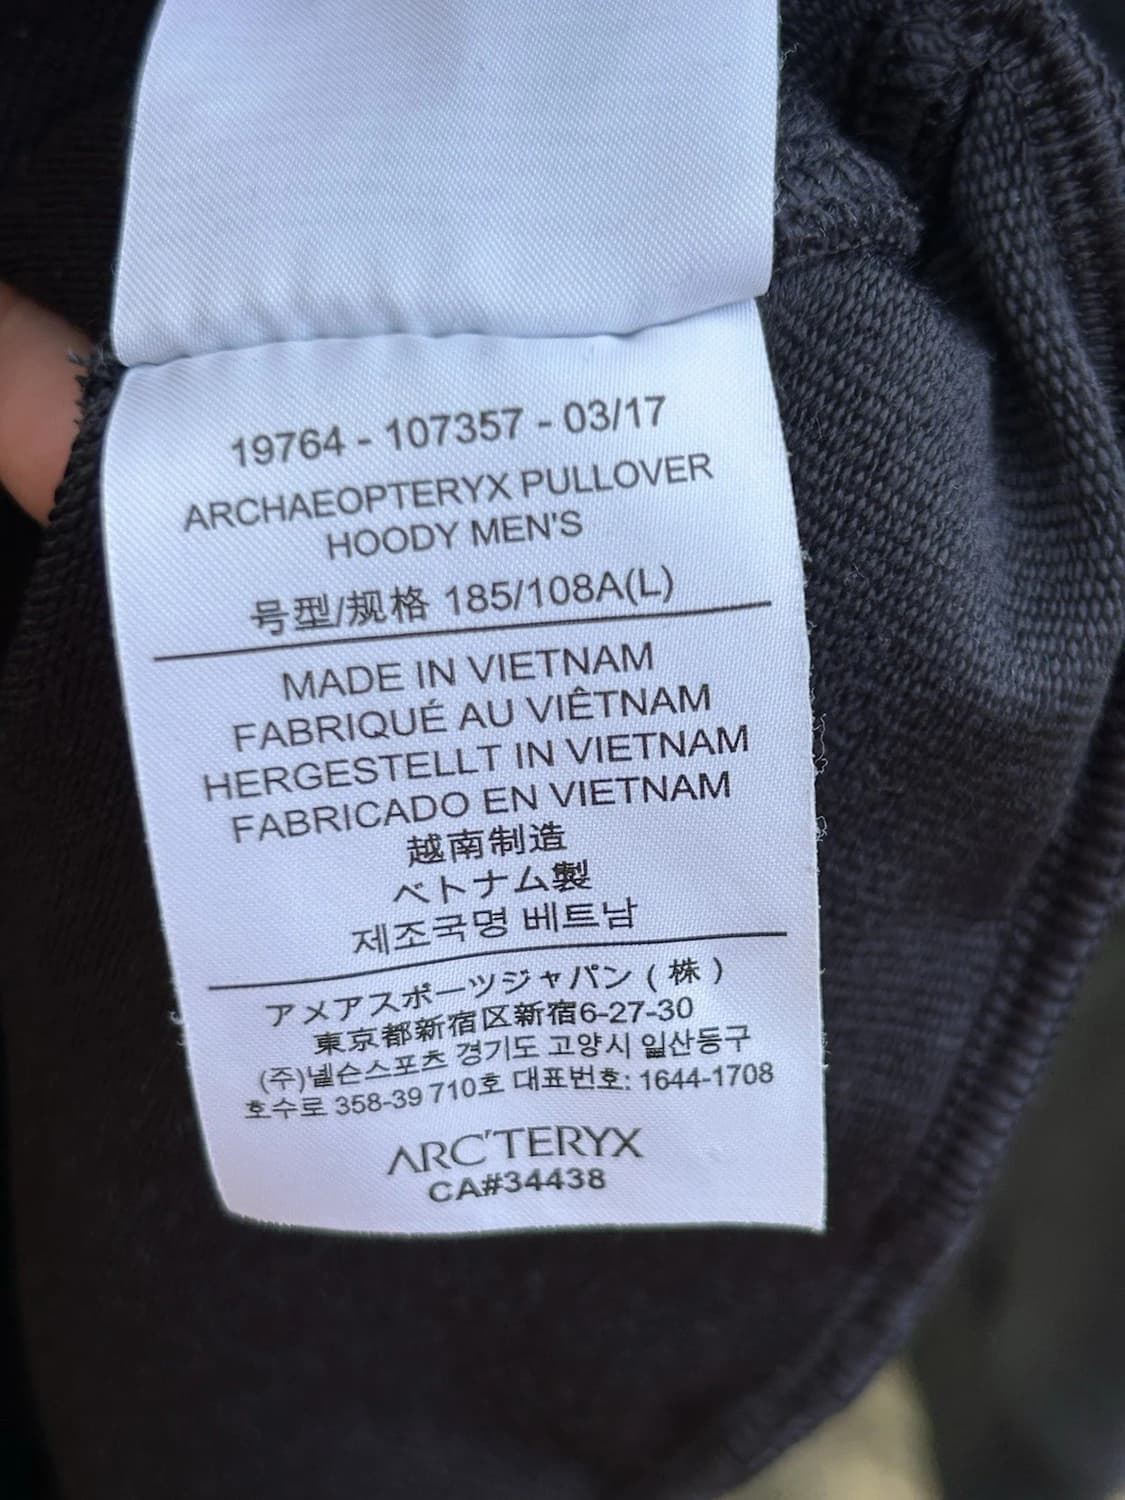 19764 - 107357 - 03/17
ARCHAEOPTERYX PULLOVER
HOODY MEN'S
号型/规格 185/108A(L)
MADE IN VIETNAM
FABRIQUÉ AU VIÊTNAM
HERGESTELLT IN VIETNAM
FABRICADO EN VIETNAM
越南制造
ベトナム製
제조국명 베트남
アメアスポーツジャパン ( 株 )
東京都新宿区新宿6-27-30
(주)넬슨스포츠 경기도 고양시 일산동구
호수로 358-39 710호 대표번호: 1644-1708
ARC'TERYX
CA#34438